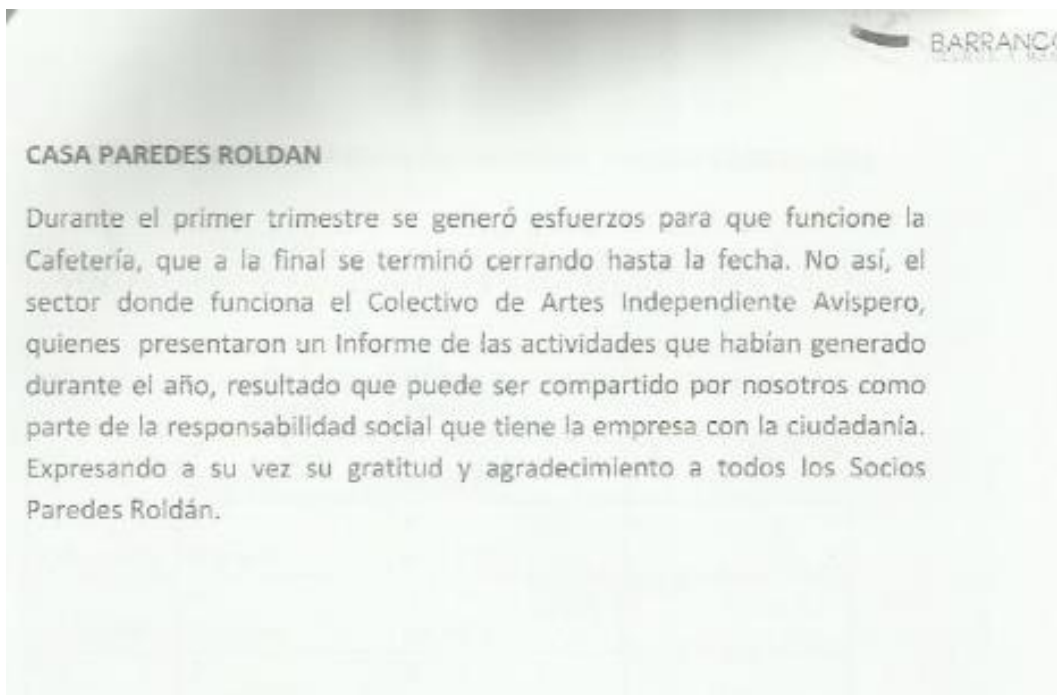 BARRANCO
CASA PAREDES ROLDAN
Durante el primer trimestre se generó esfuerzos para que funcione la
Cafetería, que a la final se terminó cerrando hasta la fecha. No así, el
sector donde funciona el Colectivo de Artes Independiente Avispero,
quienes presentaron un Informe de las actividades que habían generado
durante el año, resultado que puede ser compartido por nosotros como
parte de la responsabilidad social que tiene la empresa con la ciudadanía.
Expresando a su vez su gratitud y agradecimiento a todos los Socios
Paredes Roldán.